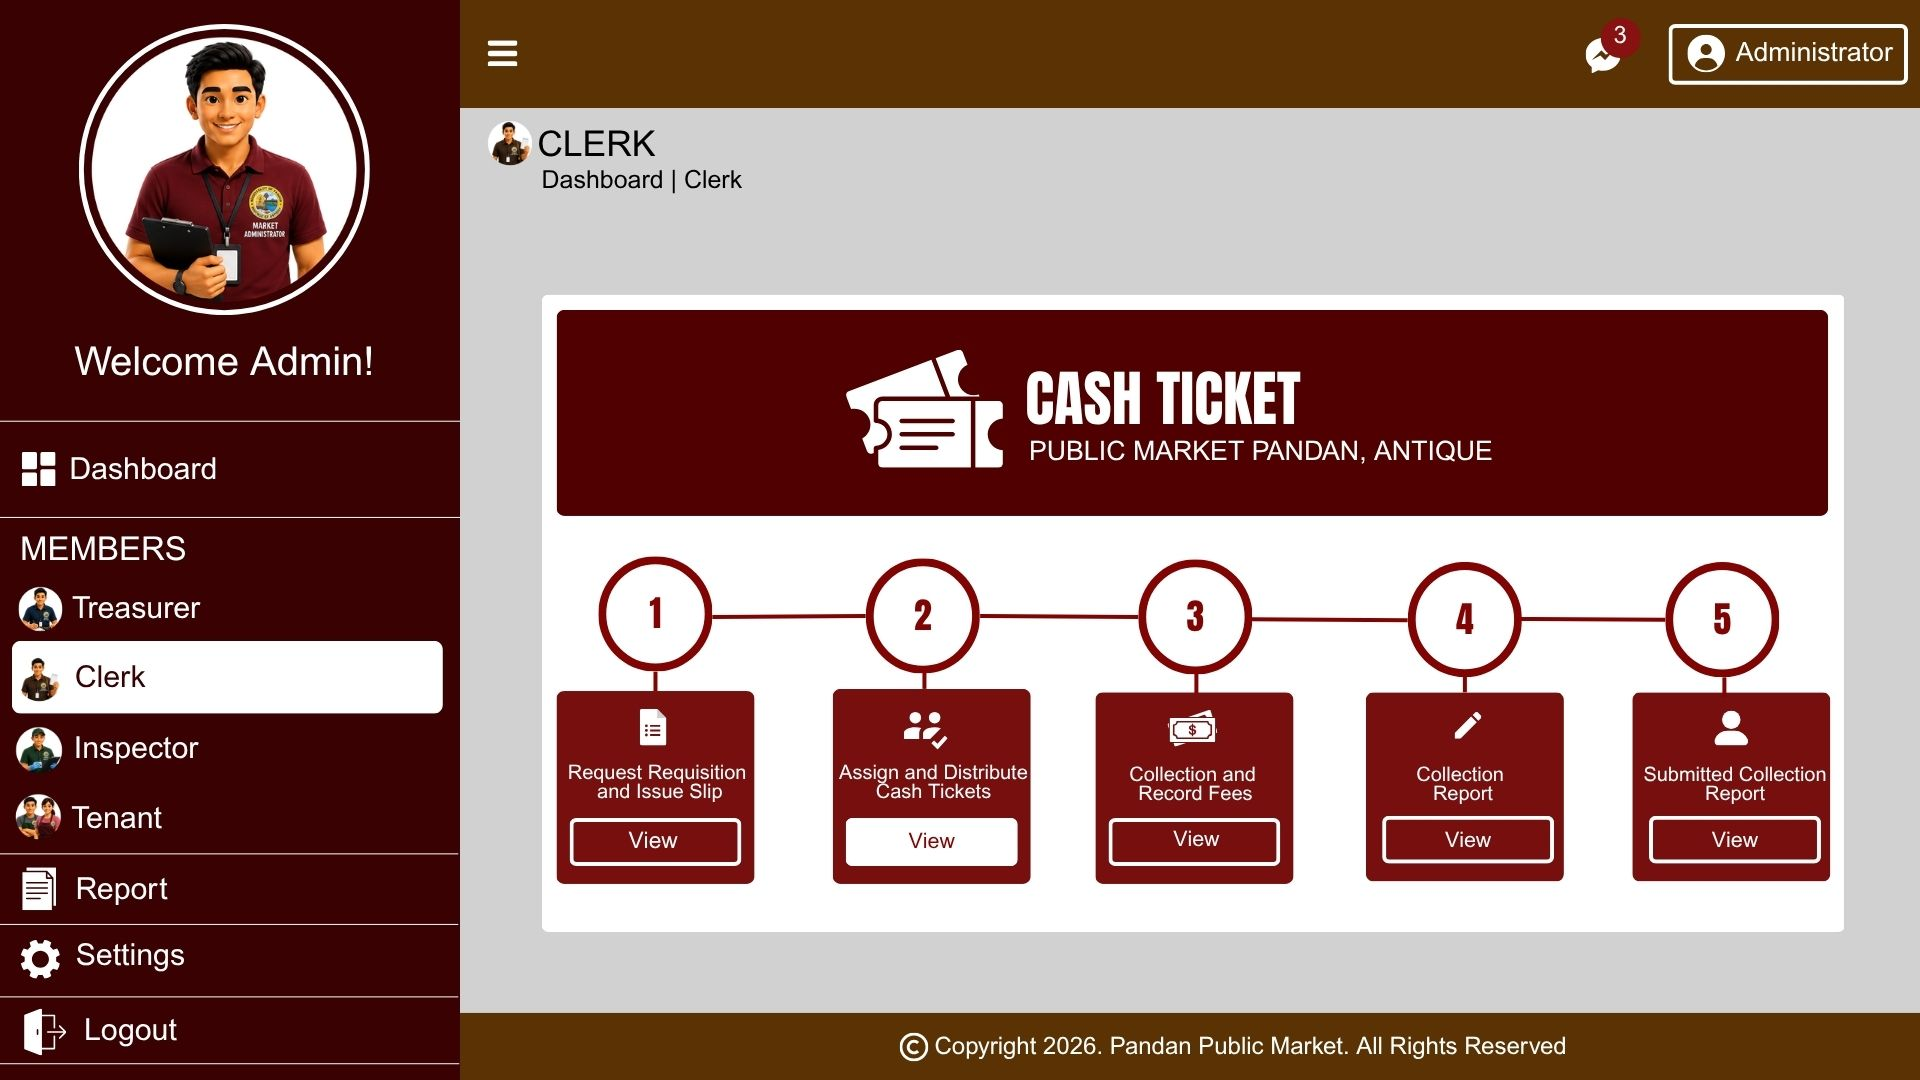 MARKET
ADMINISTRATOR
Welcome Admin!
Dashboard
MEMBERS
Treasurer
Clerk
Inspector
Tenant
Report
Settings
Logout
3
Administrator
CLERK
Dashboard | Clerk
CASH TICKET
PUBLIC MARKET PANDAN, ANTIQUE
1
2
3
4
5
Request Requisition
and Issue Slip
View
Assign and Distribute
Cash Tickets
View
$
Collection and
Record Fees
View
Collection
Report
View
Submitted Collection
Report
View
© Copyright 2026. Pandan Public Market. All Rights Reserved